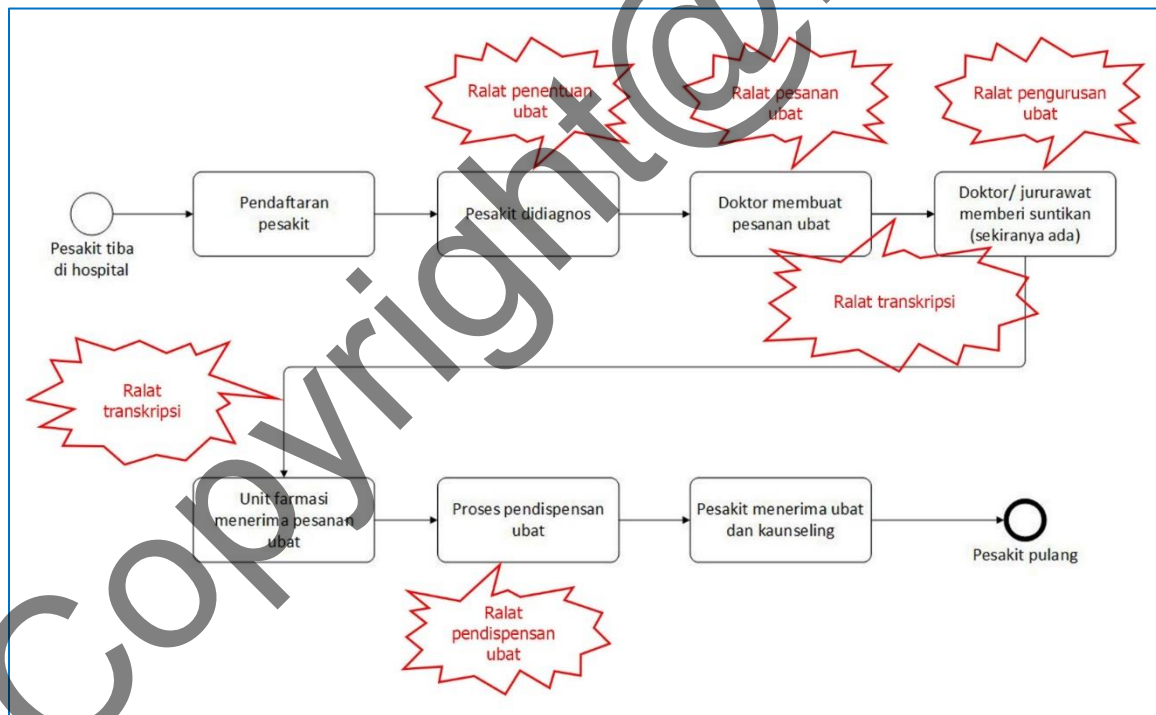 Ralat penentuan
ubat
Ralat pesanan
ubat
Ralat pengurusan
ubat
Pesakit tiba
di hospital
Pendaftaran
pesakit
Pesakit didiagnos
Doktor membuat
pesanan ubat
Doktor/ jururawat
memberi suntikan
(sekiranya ada)
Ralat transkripsi
Ralat
transkripsi
Unit farmasi
menerima pesanan
ubat
Proses pendispensan
ubat
Pesakit menerima ubat
dan kaunseling
Pesakit pulang
Ralat
pendispensan
ubat
Copyright@